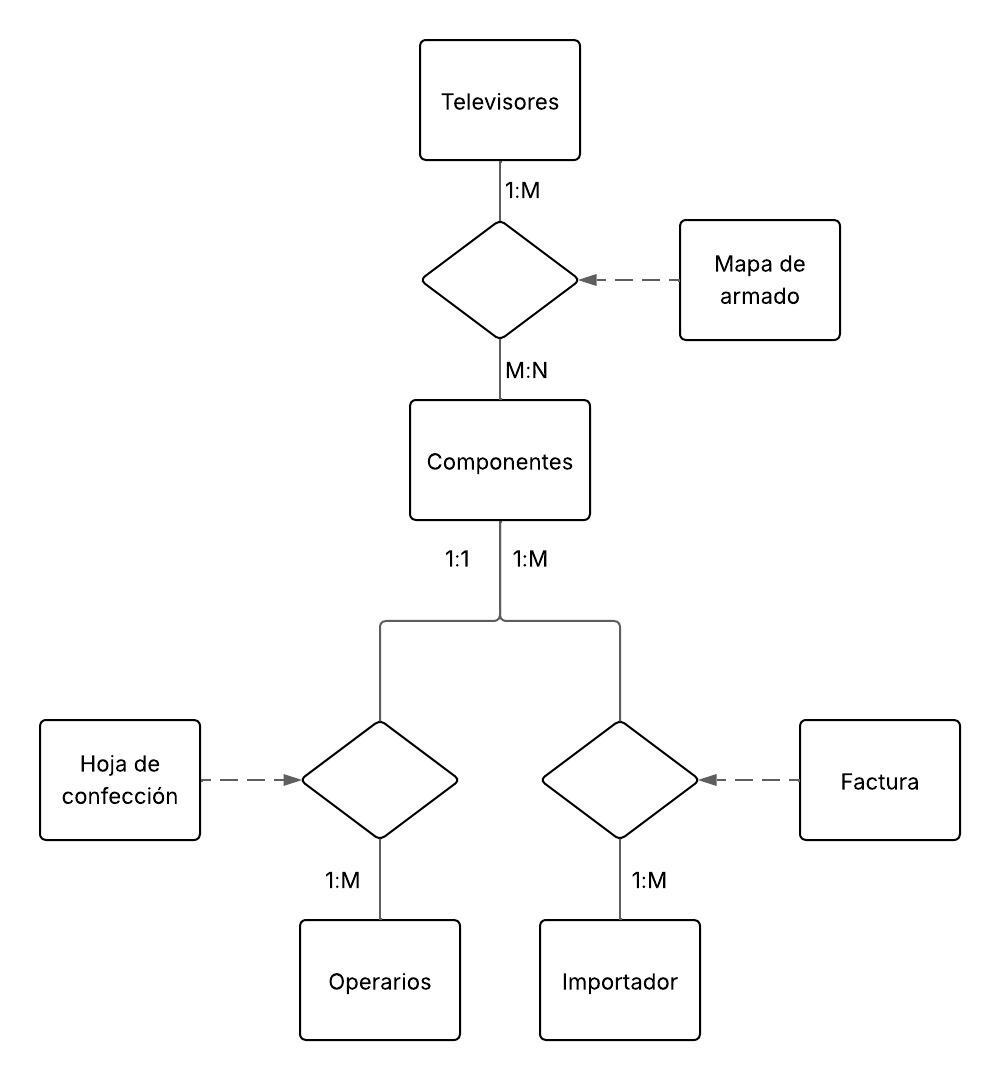 Televisores
1:M
Mapa de
armado
M:N
Componentes
1:1
1:M
Hoja de
confección
Factura
1:M
1:M
Operarios
Importador